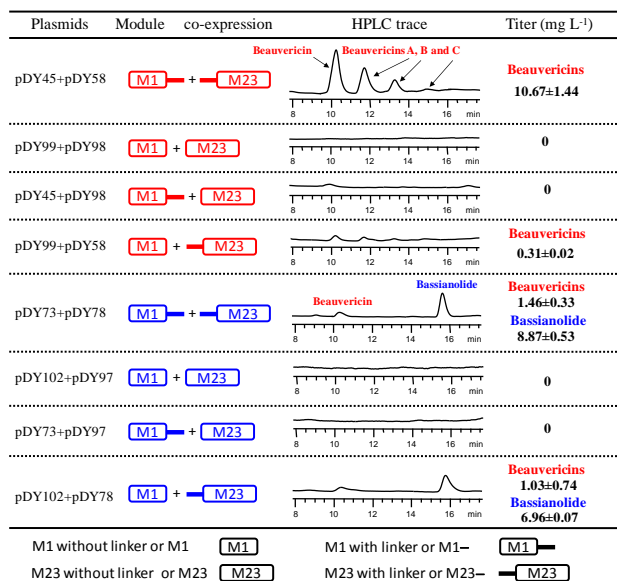 Plasmids Module co-expression HPLC trace Titer (mg L-1)
pDY45+pDY58 M1 + M23 Beauvericin Beauvericins A, B and C 8 10 12 14 16 min Beauvericins
10.67±1.44
pDY99+pDY98 M1 + M23 8 10 12 14 16 min 0
pDY45+pDY98 M1 + M23 8 10 12 14 16 min 0
pDY99+pDY58 M1 + M23 8 10 12 14 16 min Beauvericins
0.31±0.02
pDY73+pDY78 M1 + M23 Beauvericin Bassianolide 8 10 12 14 16 min Beauvericins
1.46±0.33
Bassianolide
8.87±0.53
pDY102+pDY97 M1 + M23 8 10 12 14 16 min 0
pDY73+pDY97 M1 + M23 8 10 12 14 16 min 0
pDY102+pDY78 M1 + M23 8 10 12 14 16 min Beauvericins
1.03±0.74
Bassianolide
6.96±0.07
M1 without linker or M1 M1 M1 with linker or M1– M1
M23 without linker or M23 M23 M23 with linker or M23– M23